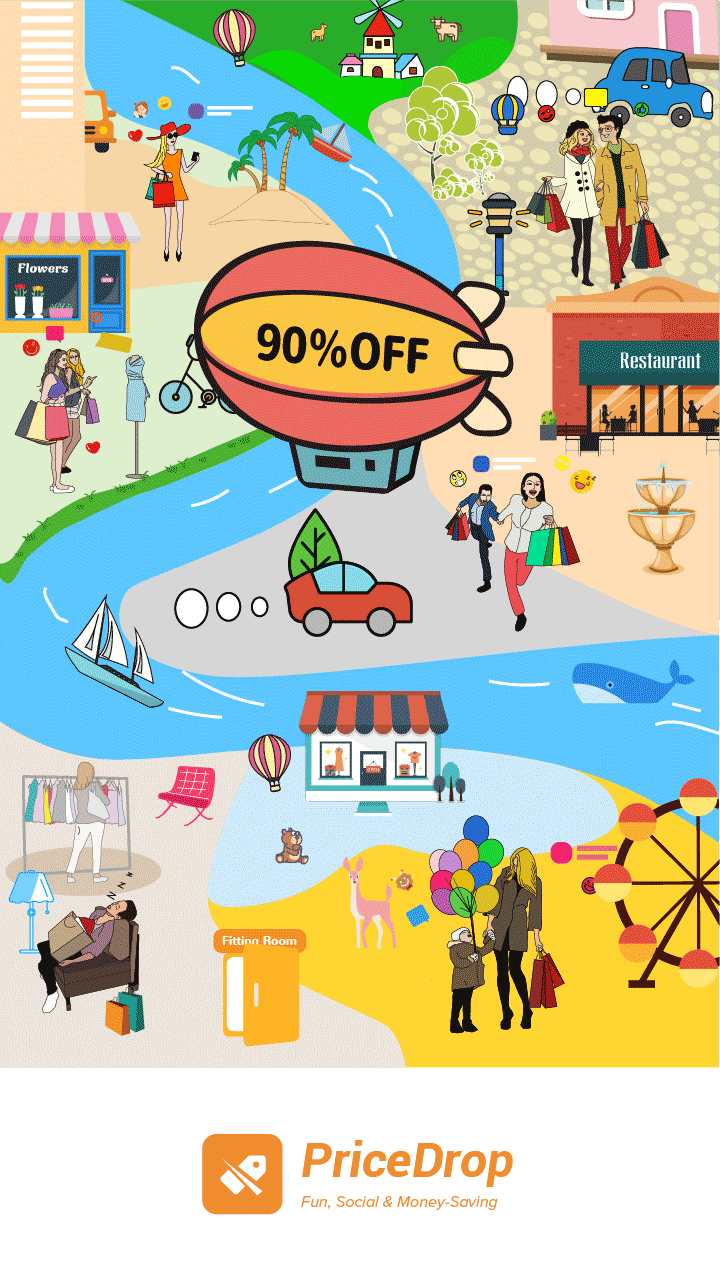 Flowers
90%OFF
Restaurant
z z z
Fitting Room
PriceDrop
Fun, Social & Money-Saving